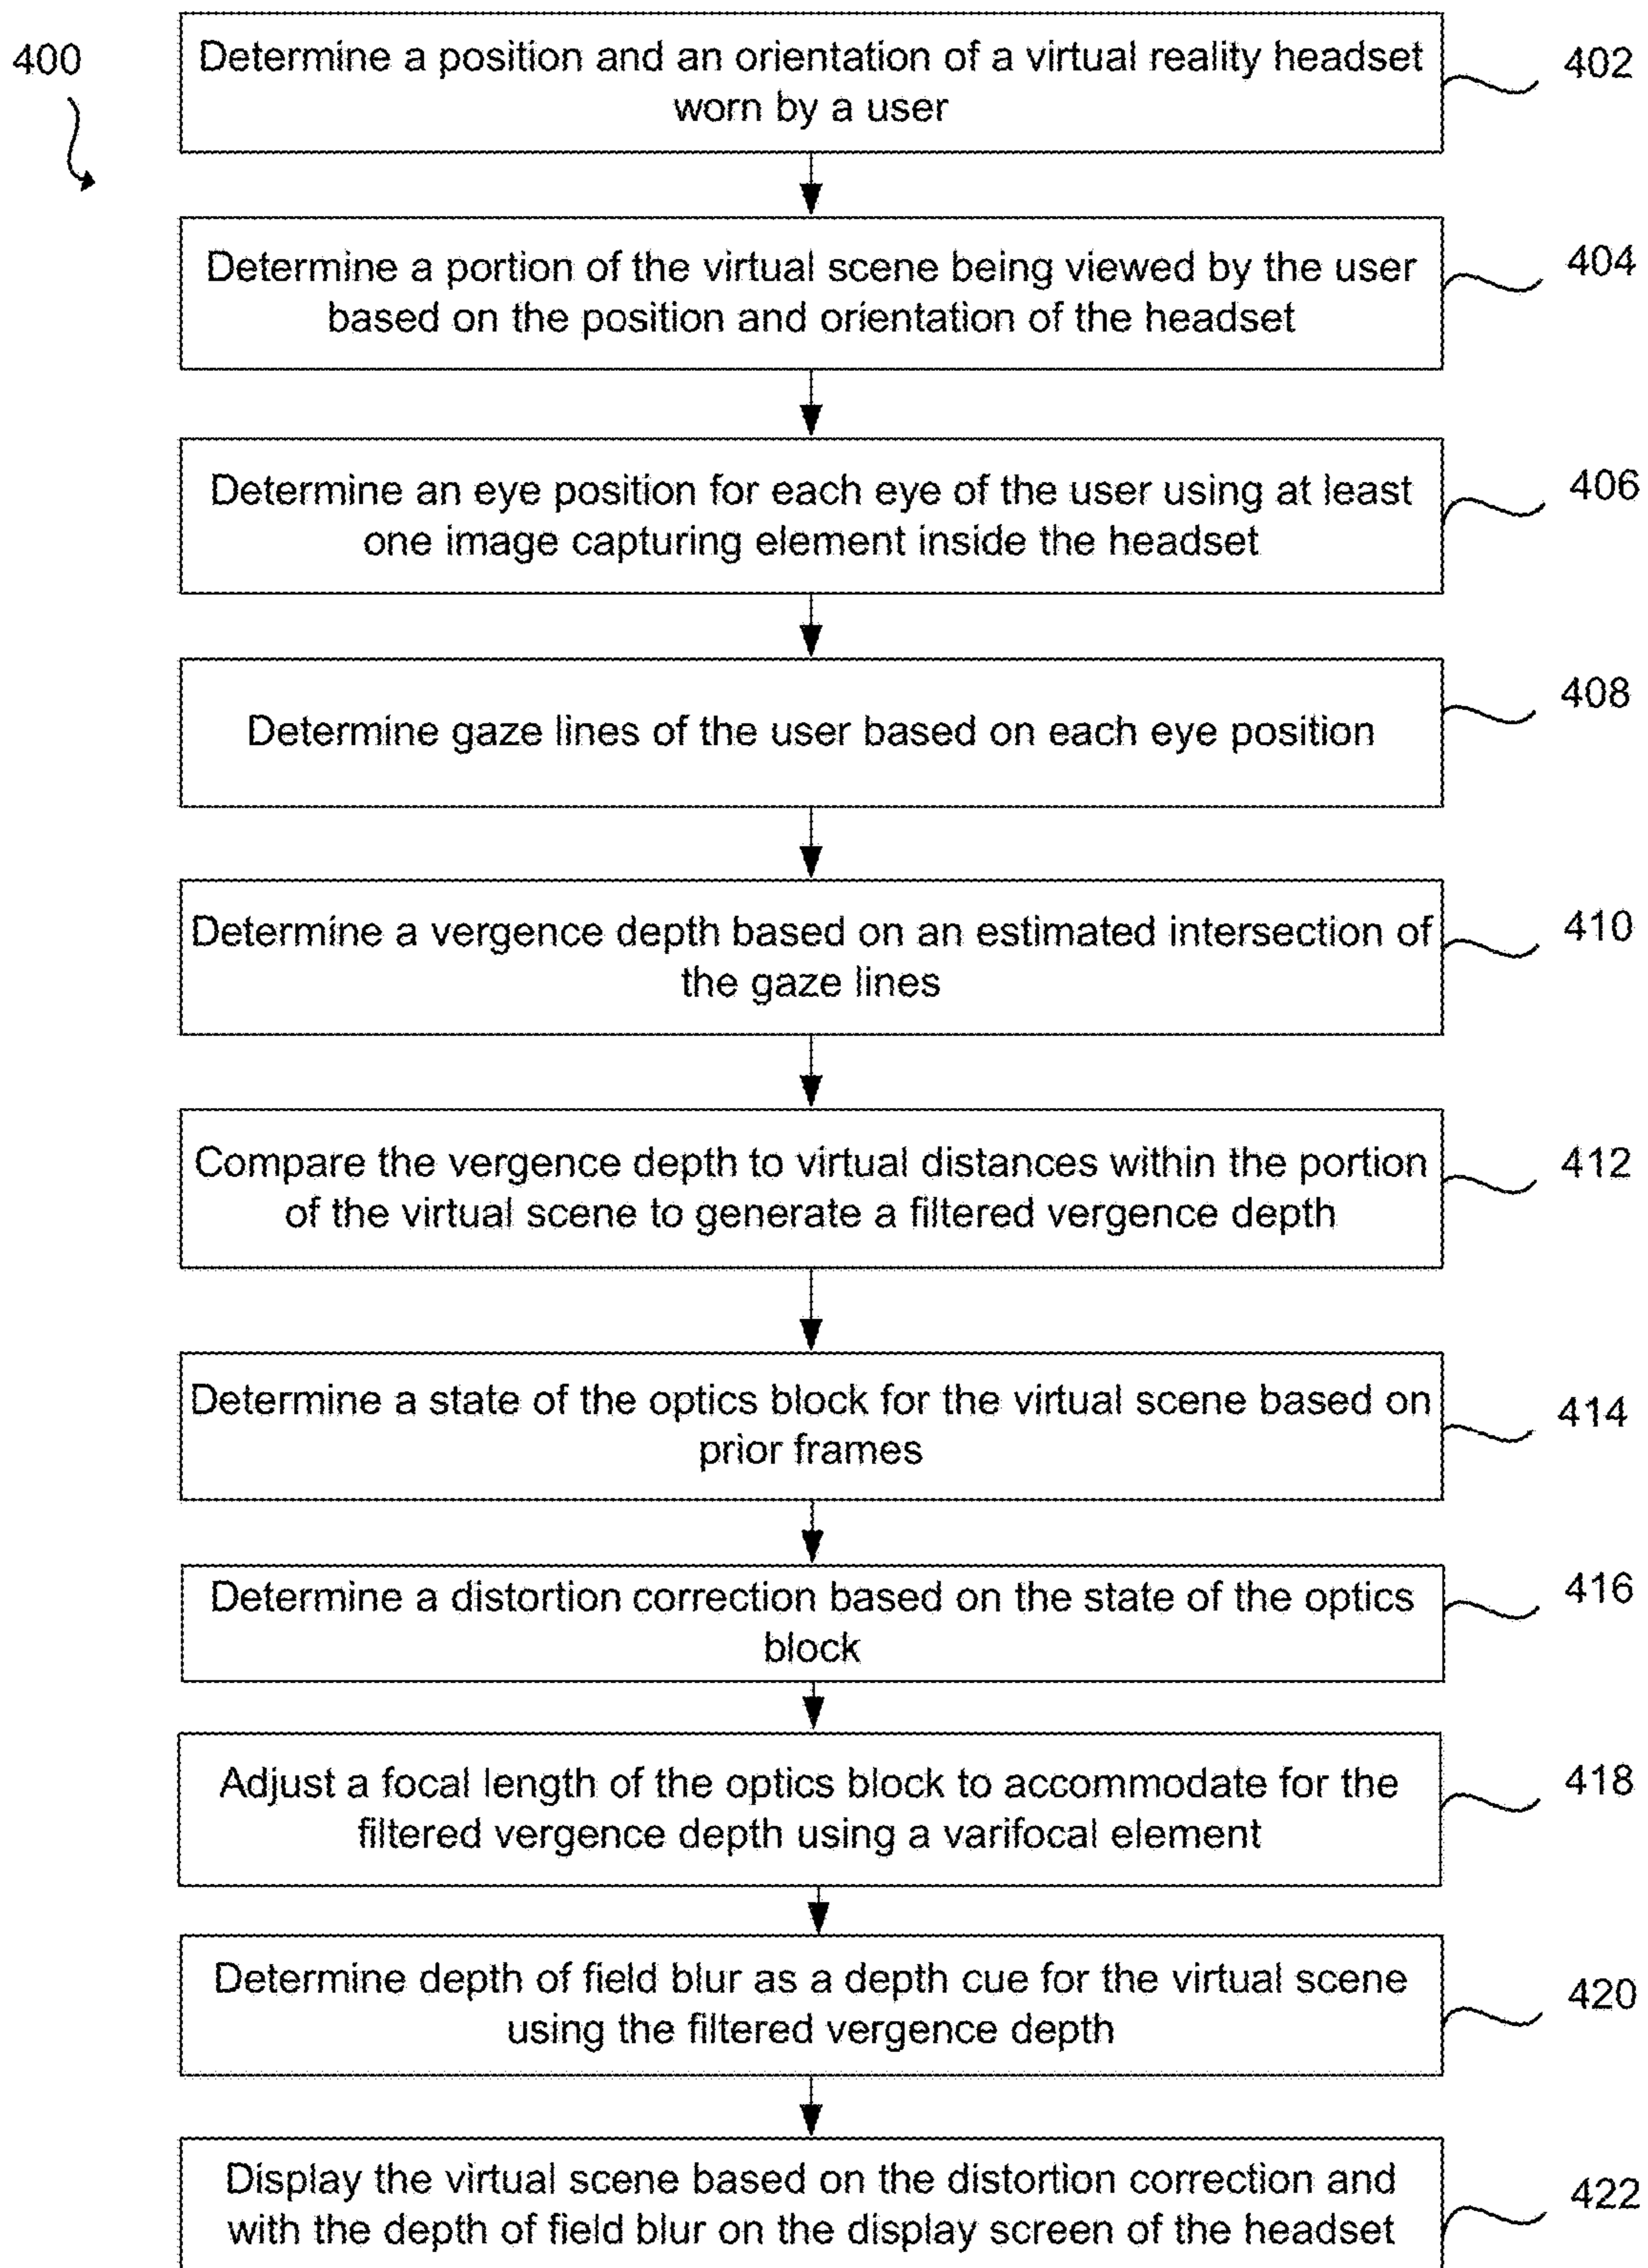 400
Determine a position and an orientation of a virtual reality headset
worn by a user
402
Determine a portion of the virtual scene being viewed by the user
based on the position and orientation of the headset
404
Determine an eye position for each eye of the user using at least
one image capturing element inside the headset
406
Determine gaze lines of the user based on each eye position
408
Determine a vergence depth based on an estimated intersection of
the gaze lines
410
Compare the vergence depth to virtual distances within the portion
of the virtual scene to generate a filtered vergence depth
412
Determine a state of the optics block for the virtual scene based on
prior frames
414
Determine a distortion correction based on the state of the optics
block
416
Adjust a focal length of the optics block to accommodate for the
filtered vergence depth using a varifocal element
418
Determine depth of field blur as a depth cue for the virtual scene
using the filtered vergence depth
420
Display the virtual scene based on the distortion correction and
with the depth of field blur on the display screen of the headset
422